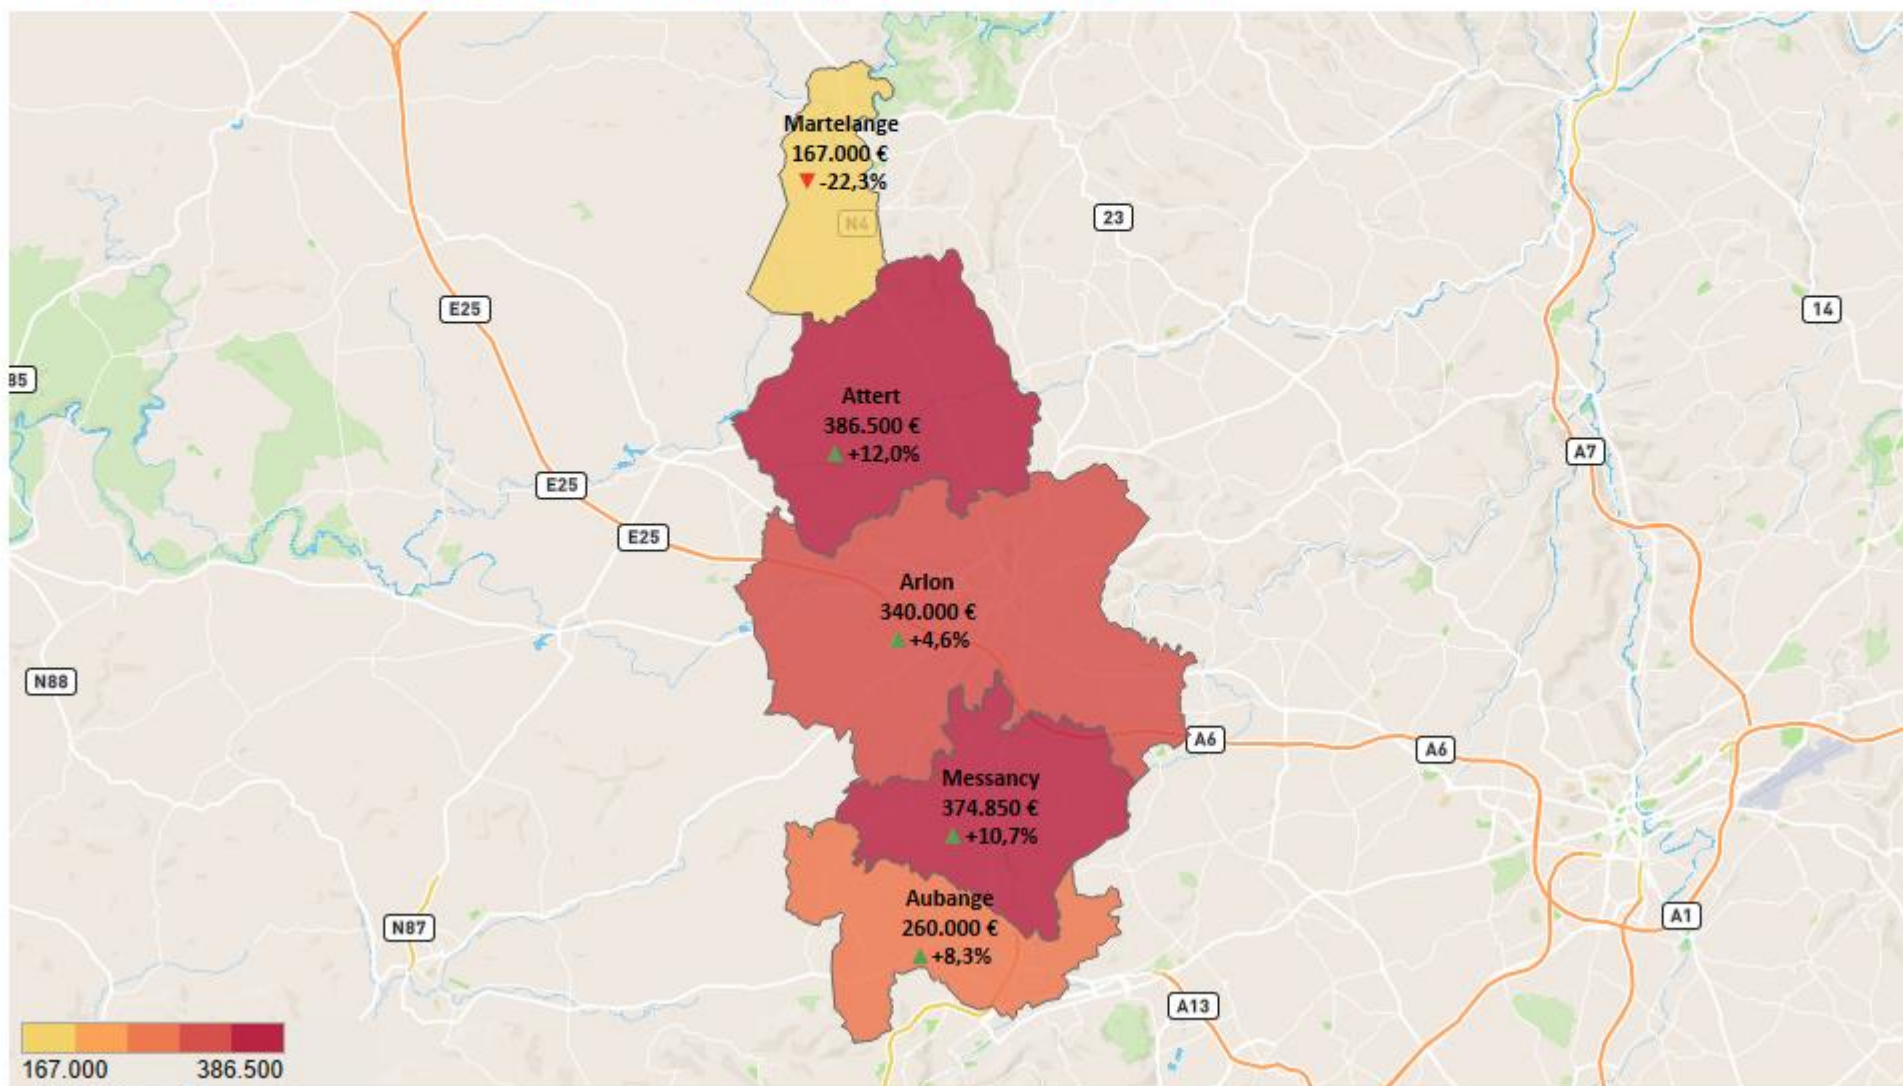 Martelange
167.000 €
-22,3%
N4
23
E25
14
85
Attert
386.500 €
+12,0%
A7
E25
E25
Arlon
340.000 €
+4,6%
N88
A6
A6
Messancy
374.850 €
+10,7%
Aubange
260.000 €
+8,3%
N87
A1
A13
167.000
386.500